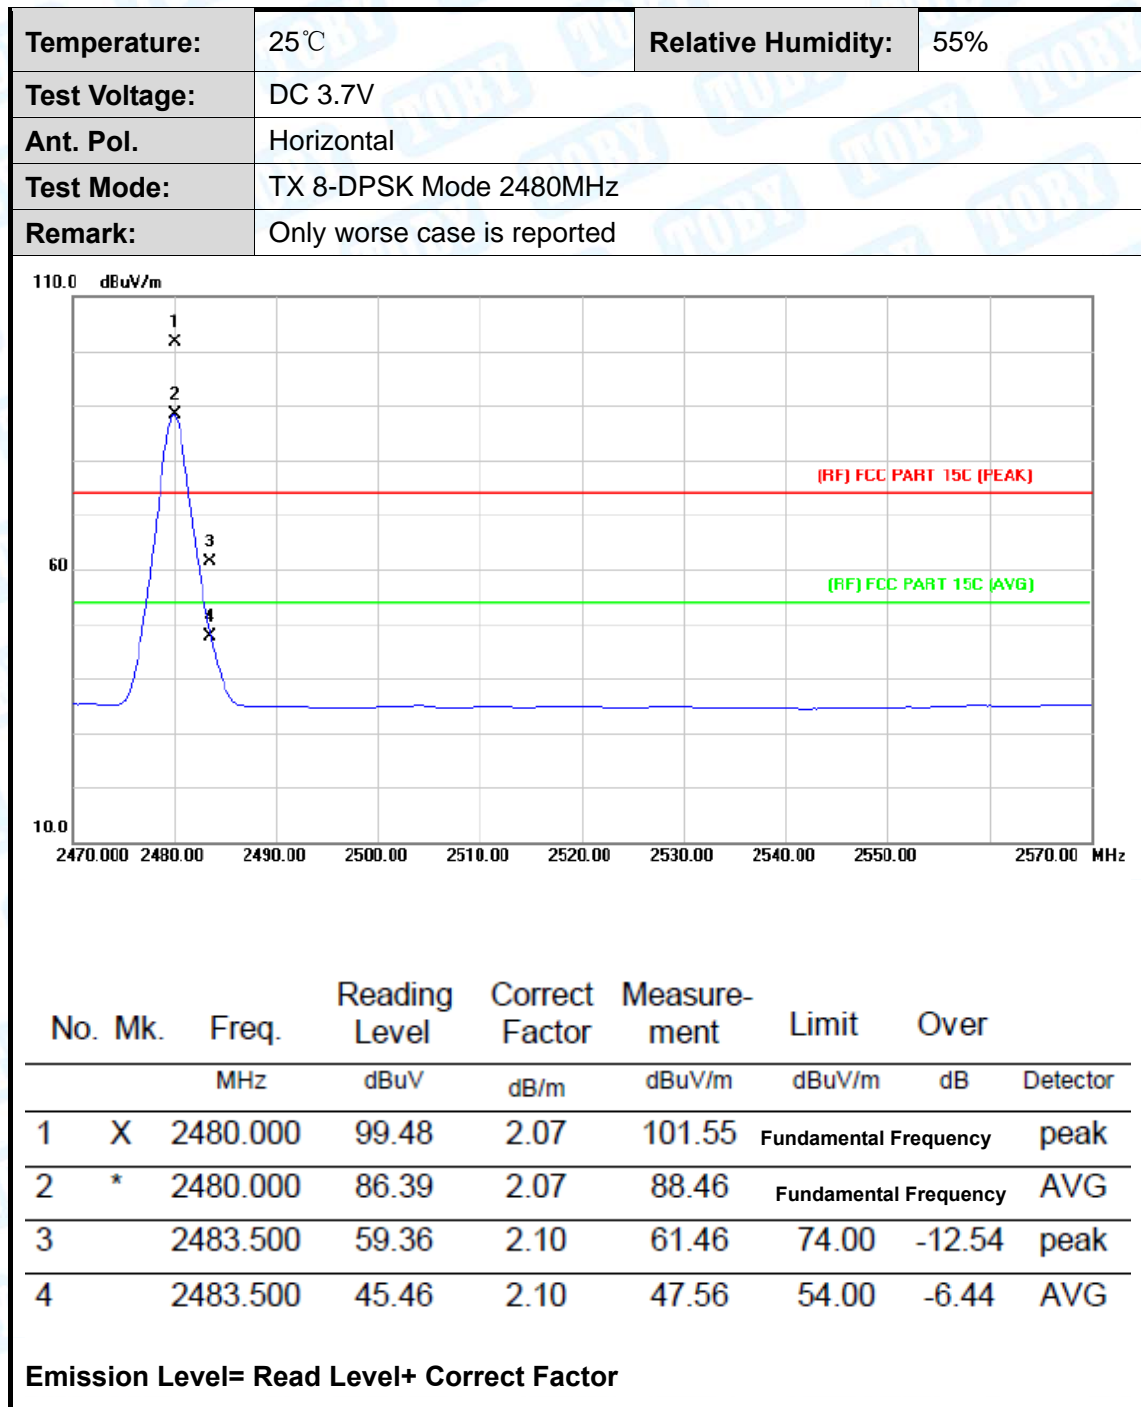 Temperature: 25℃ Relative Humidity: 55%
Test Voltage: DC 3.7V
Ant. Pol. Horizontal
Test Mode: TX 8-DPSK Mode 2480MHz
Remark: Only worse case is reported
110.0 dBuV/m
1
2
(RF) FCC PART 15C (PEAK)
3
60
(RF) FCC PART 15C (AVG)
4
10.0
2470.000 2480.00 2490.00 2500.00 2510.00 2520.00 2530.00 2540.00 2550.00 2570.00 MHz
No. Mk. Freq. Reading Level Correct Factor Measure-ment Limit Over
MHz dBuV dB/m dBuV/m dBuV/m dB Detector
1 X 2480.000 99.48 2.07 101.55 Fundamental Frequency peak
2 * 2480.000 86.39 2.07 88.46 Fundamental Frequency AVG
3 2483.500 59.36 2.10 61.46 74.00 -12.54 peak
4 2483.500 45.46 2.10 47.56 54.00 -6.44 AVG
Emission Level= Read Level+ Correct Factor